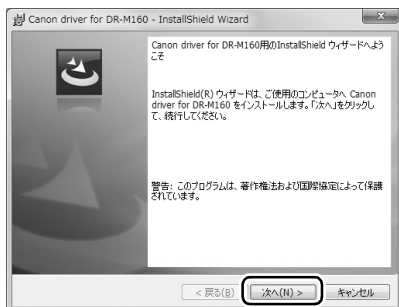 Canon driver for DR-M160 - InstallShield Wizard
Canon driver for DR-M160用のInstallShield ウィザードへよう
こそ
InstallShield(R) ウィザードは、ご使用のコンピュータへ Canon
driver for DR-M160 をインストールします。「次へ」をクリックし
て、続行してください。
警告: このプログラムは、著作権法および国際協定によって保護
されています。
< 戻る(B)
次へ(N) >
キャンセル